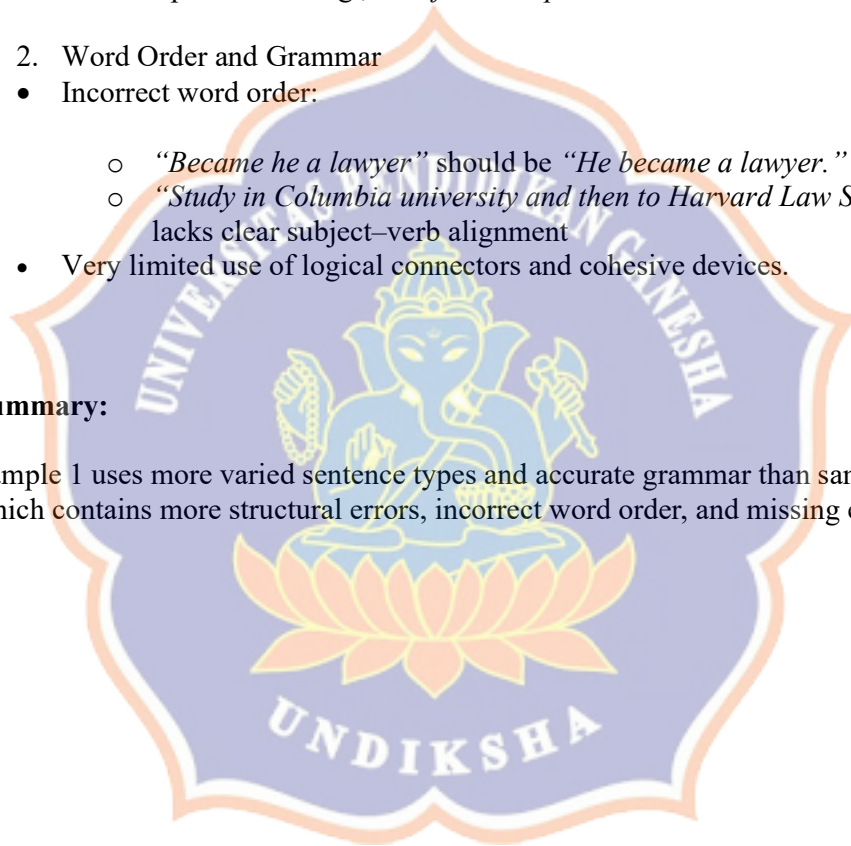 2. Word Order and Grammar
• Incorrect word order:
o “Became he a lawyer” should be “He became a lawyer.”
o “Study in Columbia university and then to Harvard Law S
lacks clear subject–verb alignment
• Very limited use of logical connectors and cohesive devices.
ummary:
mple 1 uses more varied sentence types and accurate grammar than sar
hich contains more structural errors, incorrect word order, and missing
UNIVERSITAS PENDIDIKAN GANESHA
UNDIKSHA